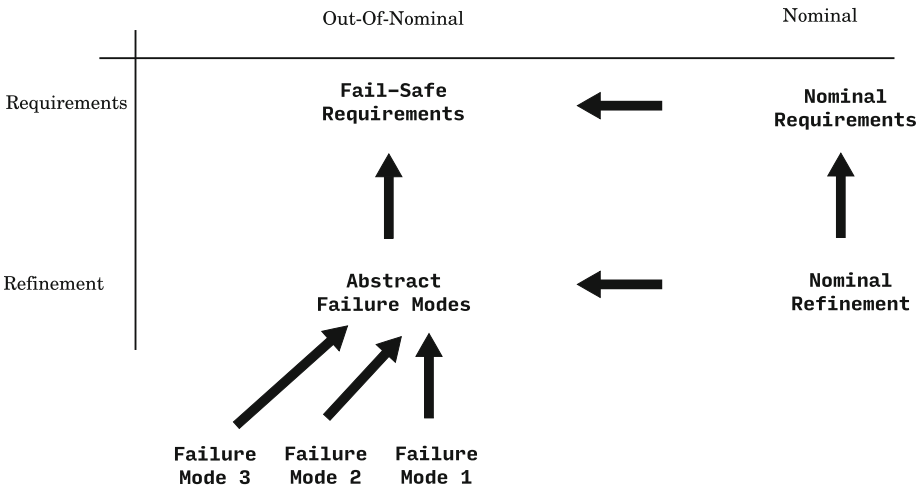 Out-Of-Nominal
Nominal
Requirements
Fail-Safe
Requirements
Nominal
Requirements
Refinement
Abstract
Failure Modes
Nominal
Refinement
Failure
Mode 3
Failure
Mode 2
Failure
Mode 1